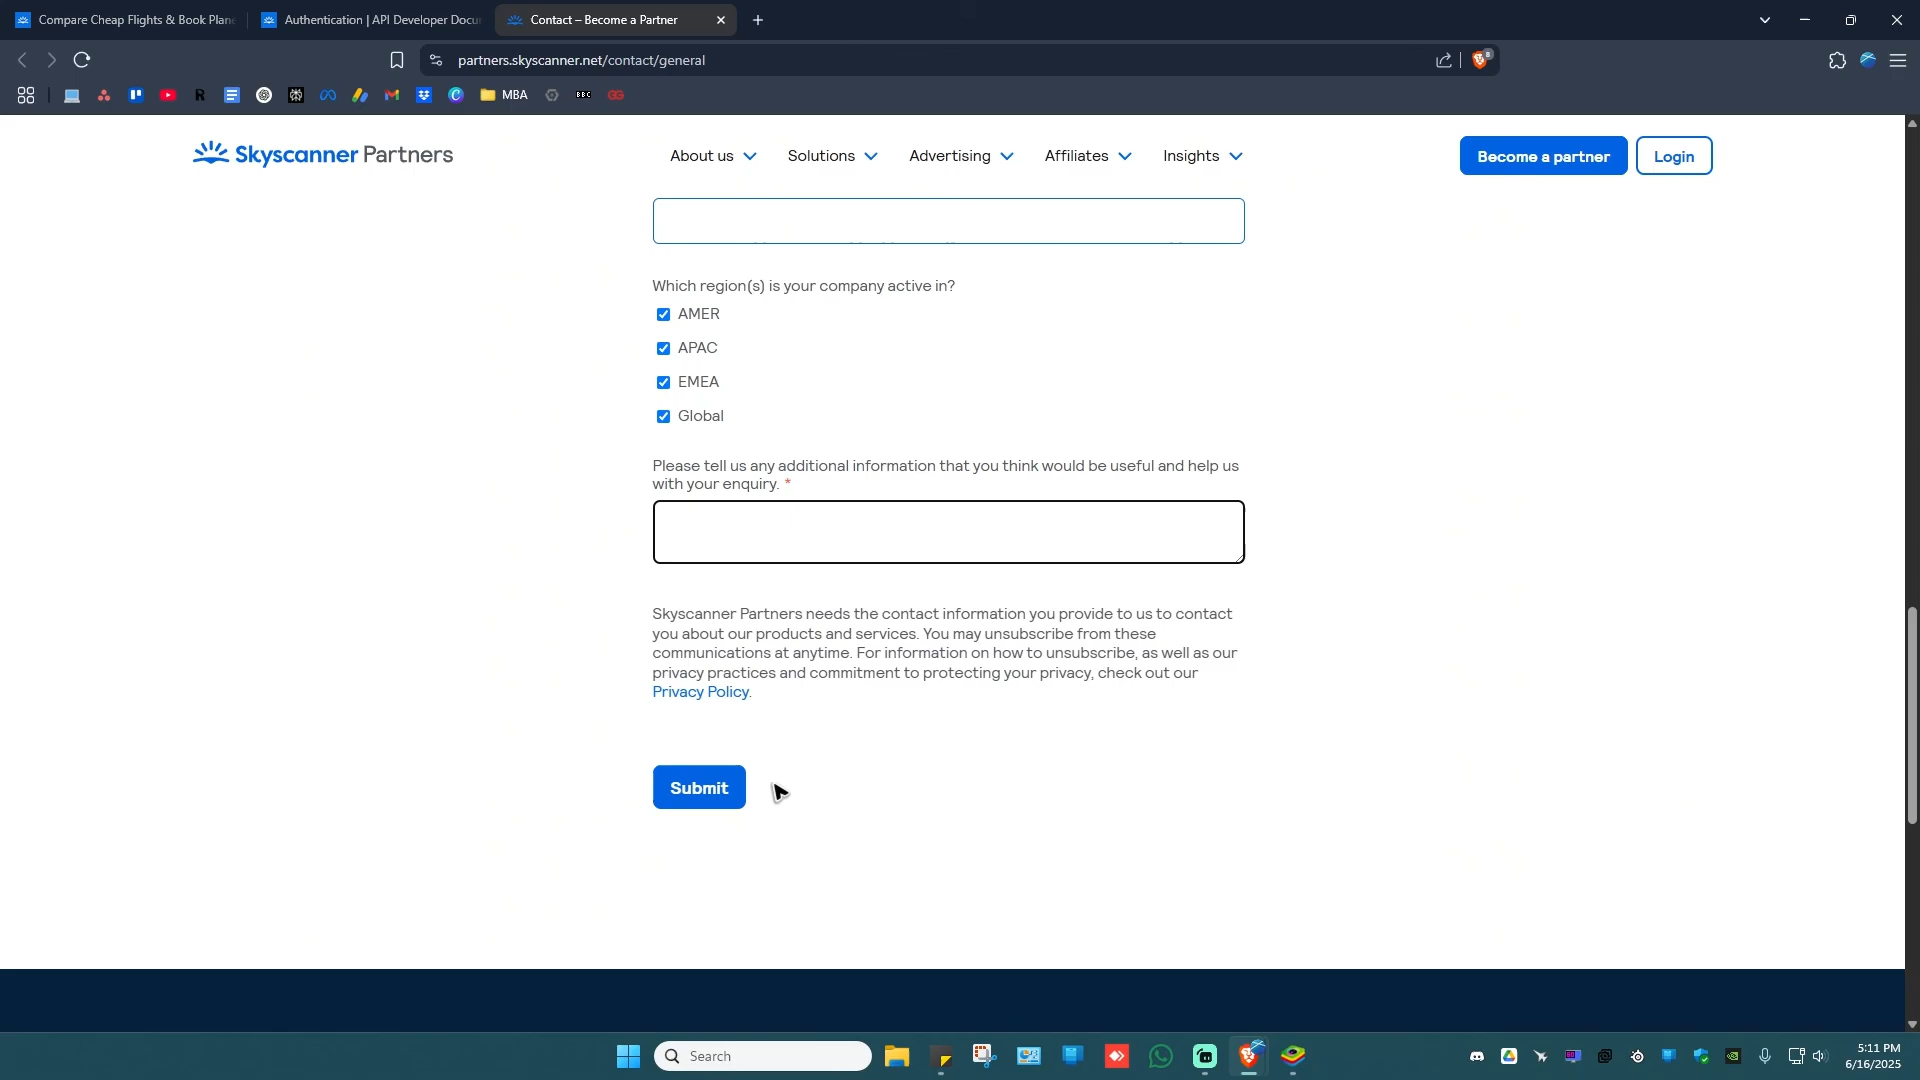 Compare Cheap Flights & Book Plane
Authentication | API Developer Docu
Contact – Become a Partner
partners.skyscanner.net/contact/general
8
MBA
BBC
Skyscanner Partners
About us
Solutions
Advertising
Affiliates
Insights
Become a partner
Login
Which region(s) is your company active in?
AMER
APAC
EMEA
Global
Please tell us any additional information that you think would be useful and help us
with your enquiry. *
Skyscanner Partners needs the contact information you provide to us to contact
you about our products and services. You may unsubscribe from these
communications at anytime. For information on how to unsubscribe, as well as our
privacy practices and commitment to protecting your privacy, check out our
Privacy Policy.
Submit
Search
5:11 PM
6/16/2025